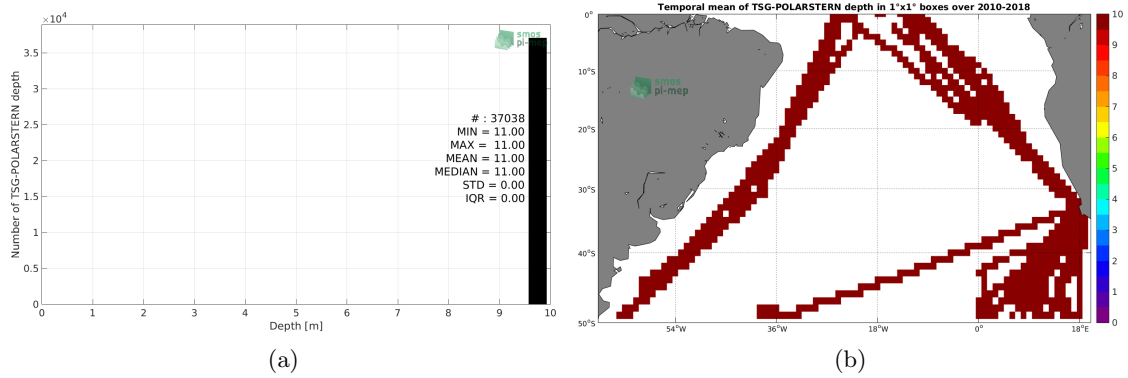 ×10⁴
3.5
3
2.5
2
1.5
1
0.5
0
Number of TSG-POLARSTERN depth
smos
pi-mep
# : 37038
MIN = 11.00
MAX = 11.00
MEAN = 11.00
MEDIAN = 11.00
STD = 0.00
IQR = 0.00
0 1 2 3 4 5 6 7 8 9 10
Depth [m]
(a)
Temporal mean of TSG-POLARSTERN depth in 1°x1° boxes over 2010-2018
0°
10°S
20°S
30°S
40°S
50°S
smos
pi-mep
54°W 36°W 18°W 0° 18°E
10
9
8
7
6
5
4
3
2
1
0
(b)